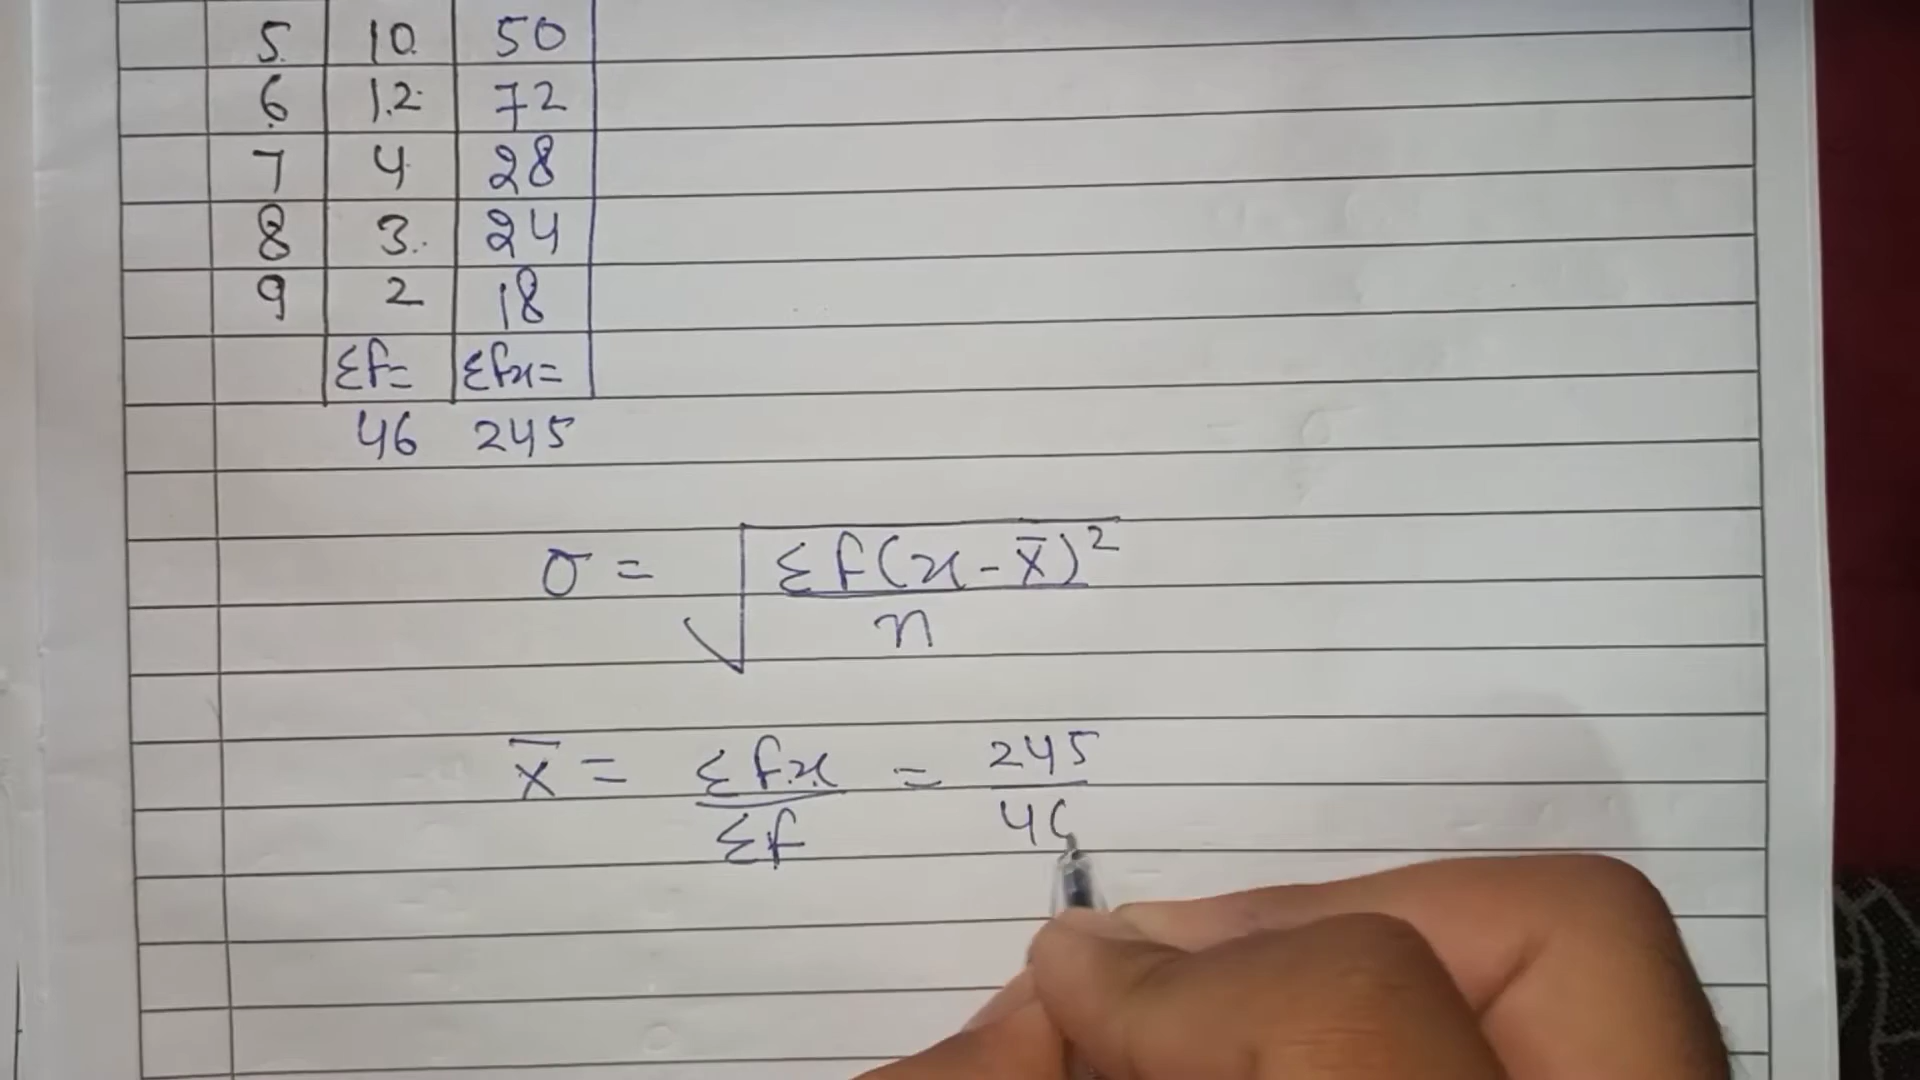 5 10 50
6 12 72
7 4 28
8 3 24
9 2 18
Σf= Σfx=
46 245
σ = √Σf(x-x̄)²
n
x̄ = Σfx = 245
Σf 46